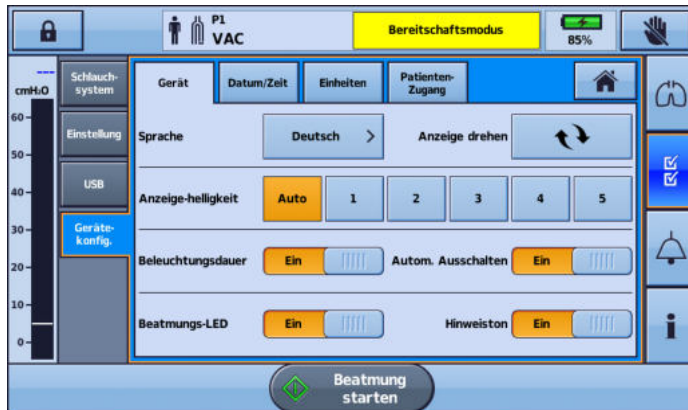 P1
VAC
Bereitschaftsmodus
85%
---
cmH₂O
60
50
40
30
20
10
0
Schlauch-
system
Einstellung
USB
Geräte-
konfig.
Gerät
Datum/Zeit
Einheiten
Patienten-
Zugang
Sprache
Deutsch >
Anzeige drehen
Anzeige-helligkeit
Auto
1
2
3
4
5
Beleuchtungsdauer
Ein
Autom. Ausschalten
Ein
Beatmungs-LED
Ein
Hinweiston
Ein
i
Beatmung
starten